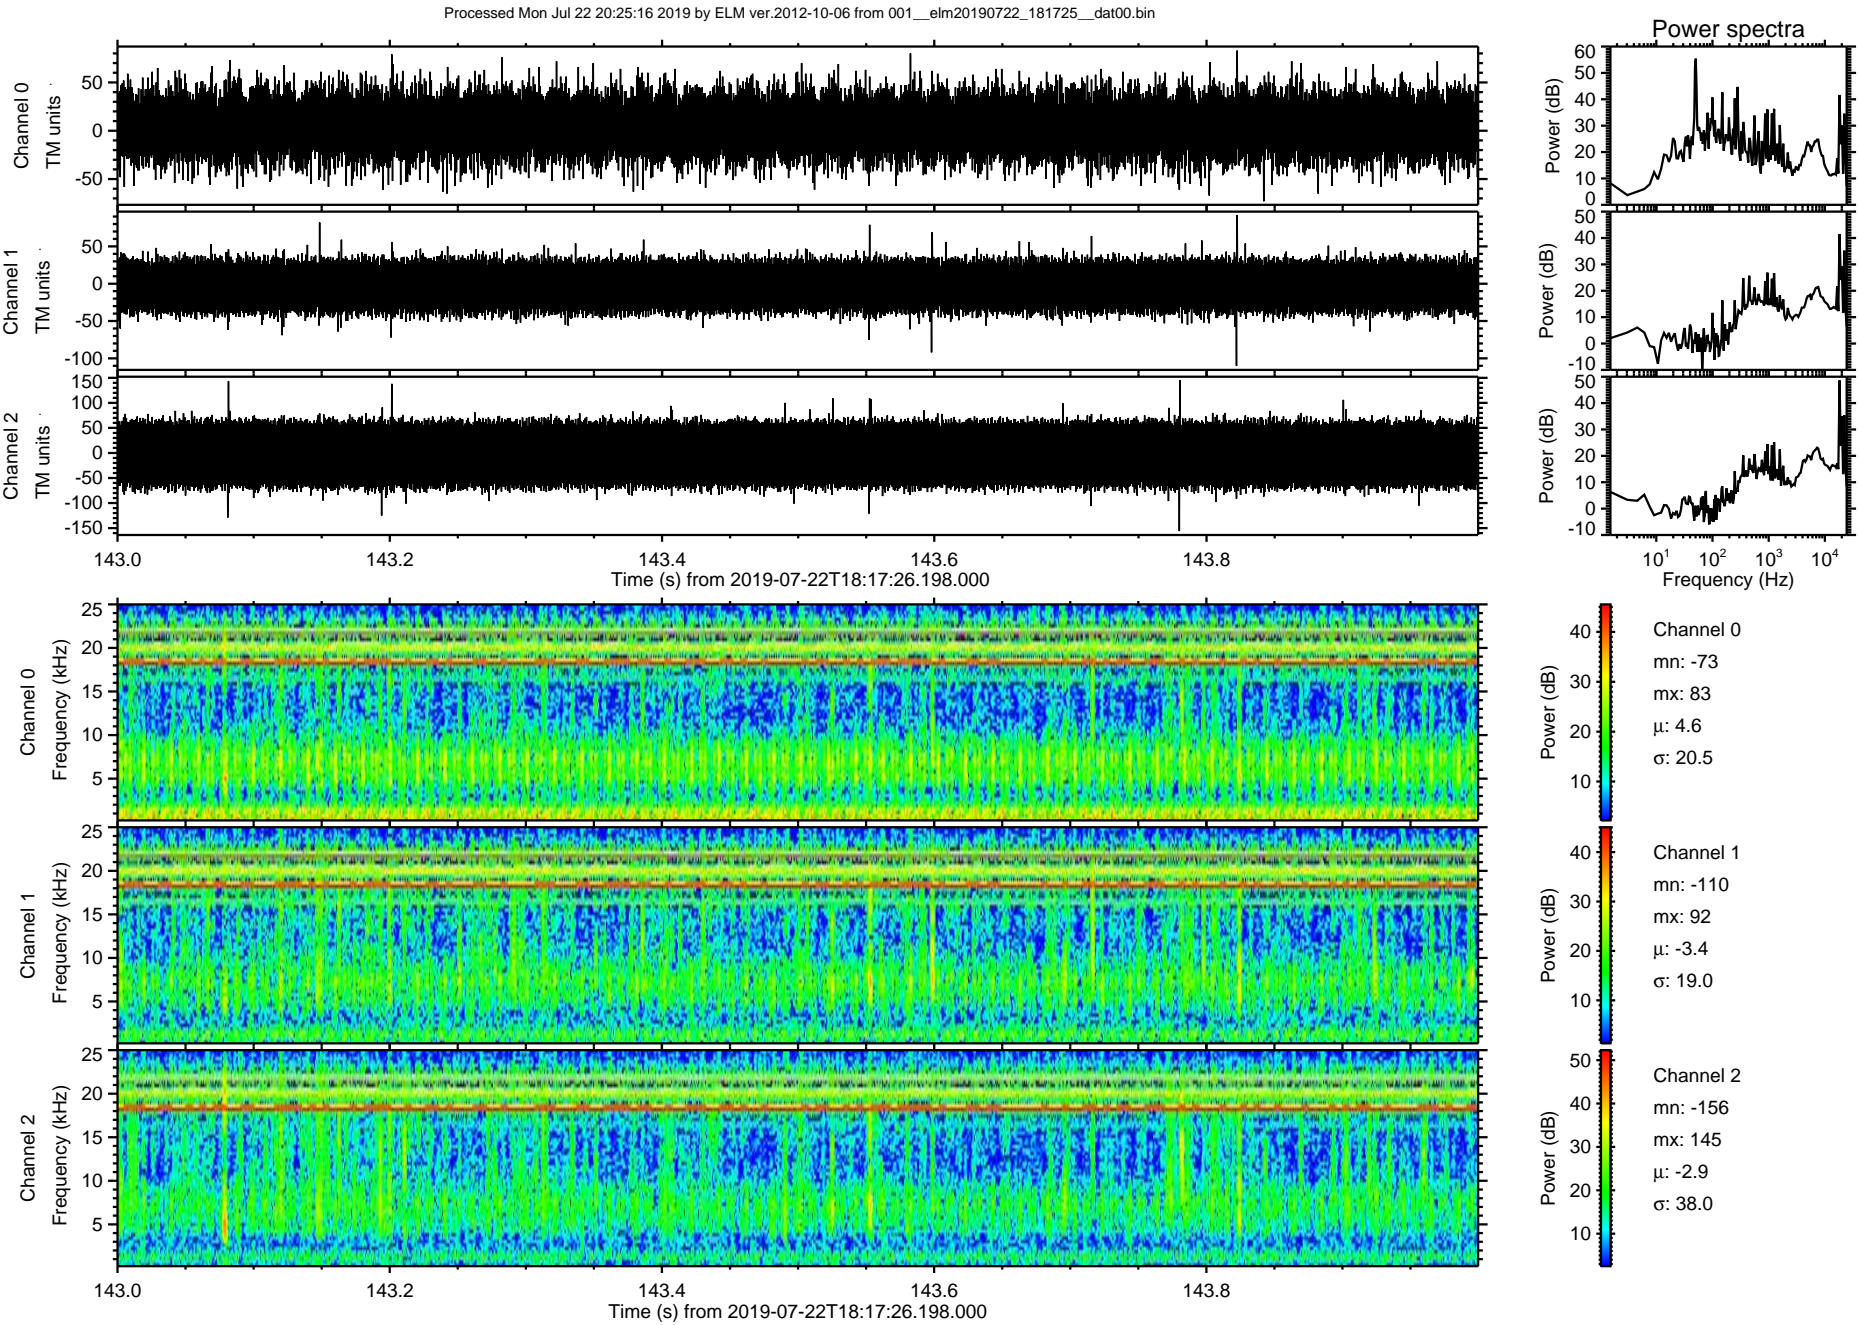 Processed Mon Jul 22 20:25:16 2019 by ELM ver.2012-10-06 from 001__elm20190722_181725__dat00.bin
Power spectra
Channel 0
TM units
50
0
-50
Power (dB)
60
50
40
30
20
10
0
Channel 1
TM units
50
0
-50
-100
Power (dB)
50
40
30
20
10
0
-10
Channel 2
TM units
150
100
50
0
-50
-100
-150
Power (dB)
50
40
30
20
10
0
-10
143.0 143.2 143.4 143.6 143.8
Time (s) from 2019-07-22T18:17:26.198.000
10¹ 10² 10³ 10⁴
Frequency (Hz)
Channel 0
Frequency (kHz)
25
20
15
10
5
Power (dB)
40
30
20
10
Channel 0
mn: -73
mx: 83
μ: 4.6
σ: 20.5
Channel 1
Frequency (kHz)
25
20
15
10
5
Power (dB)
40
30
20
10
Channel 1
mn: -110
mx: 92
μ: -3.4
σ: 19.0
Channel 2
Frequency (kHz)
25
20
15
10
5
Power (dB)
50
40
30
20
10
Channel 2
mn: -156
mx: 145
μ: -2.9
σ: 38.0
143.0 143.2 143.4 143.6 143.8
Time (s) from 2019-07-22T18:17:26.198.000